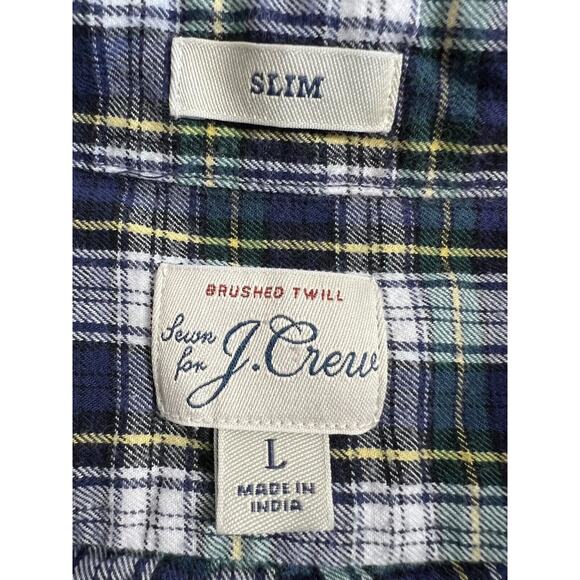 SLIM
BRUSHED TWILL
Sewn
for J.Crew
L
MADE IN
INDIA